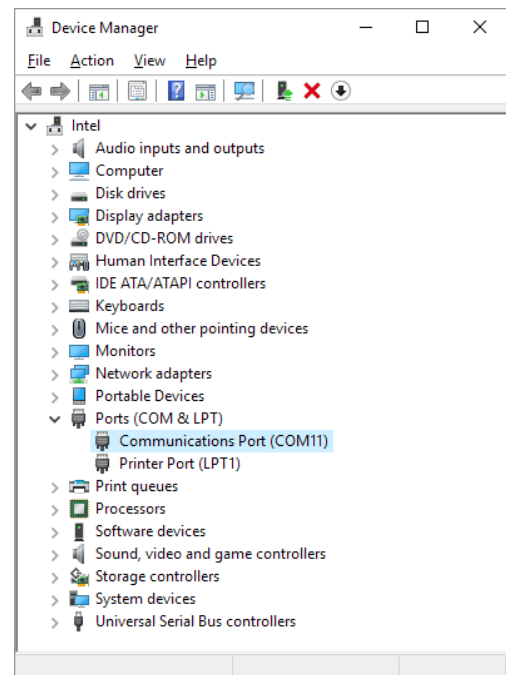 Device Manager
File Action View Help
Intel
Audio inputs and outputs
Computer
Disk drives
Display adapters
DVD/CD-ROM drives
Human Interface Devices
IDE ATA/ATAPI controllers
Keyboards
Mice and other pointing devices
Monitors
Network adapters
Portable Devices
Ports (COM & LPT)
Communications Port (COM11)
Printer Port (LPT1)
Print queues
Processors
Software devices
Sound, video and game controllers
Storage controllers
System devices
Universal Serial Bus controllers